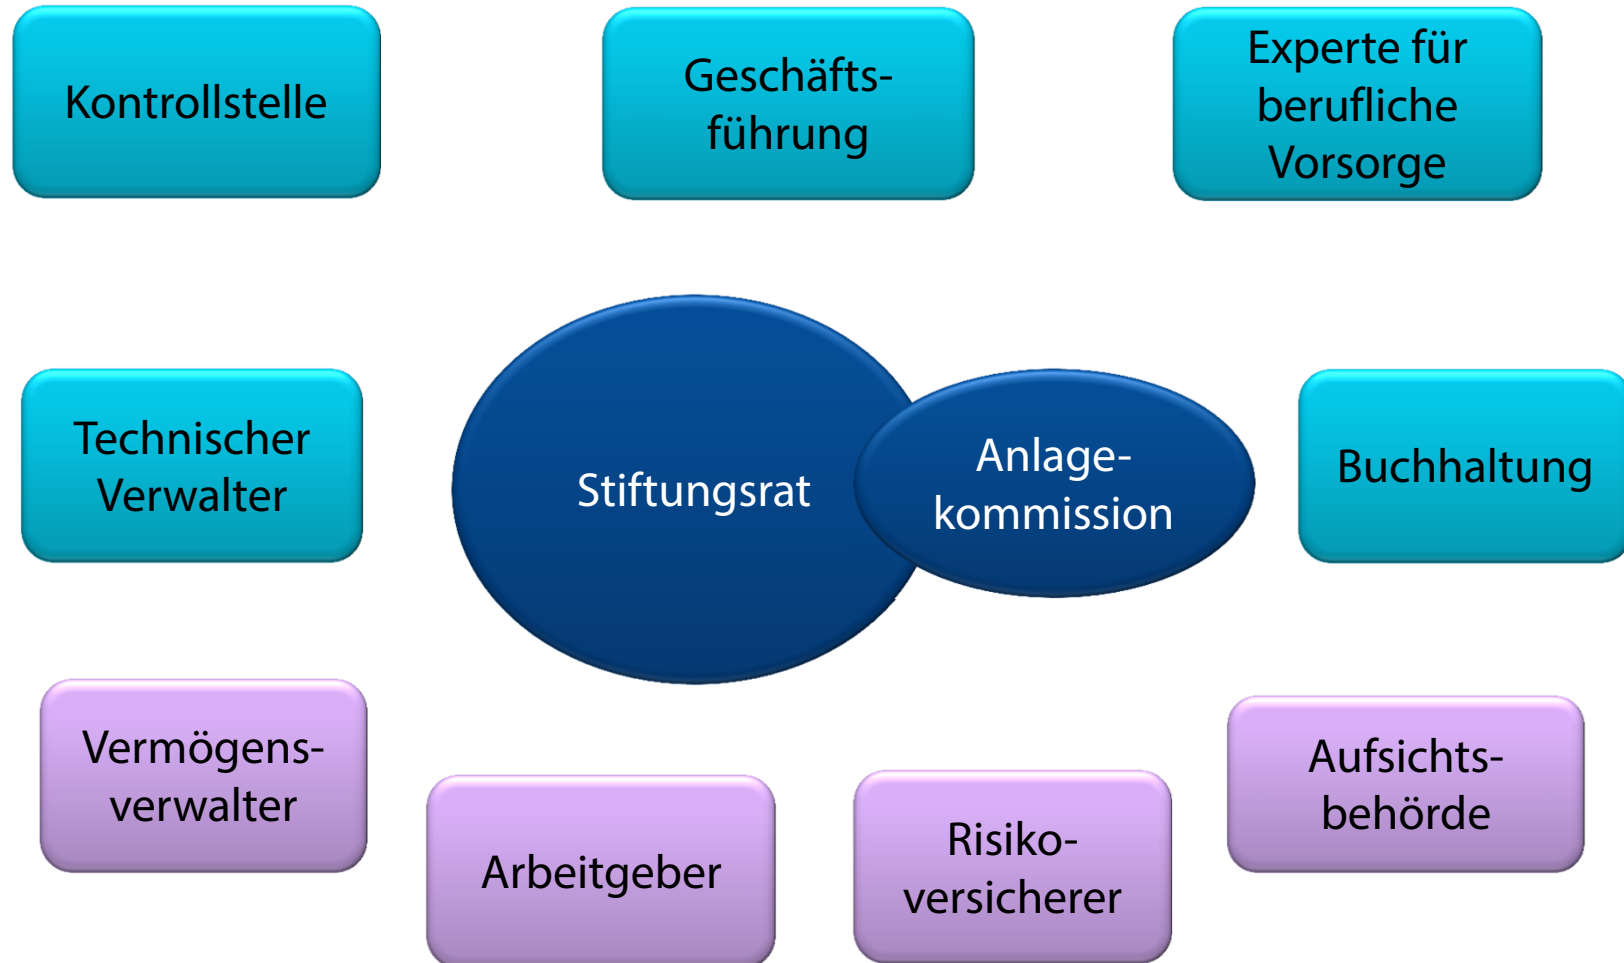 Kontrollstelle
Geschäfts-
führung
Experte für
berufliche
Vorsorge
Technischer
Verwalter
Stiftungsrat
Anlage-
kommission
Buchhaltung
Vermögens-
verwalter
Arbeitgeber
Risiko-
versicherer
Aufsichts-
behörde